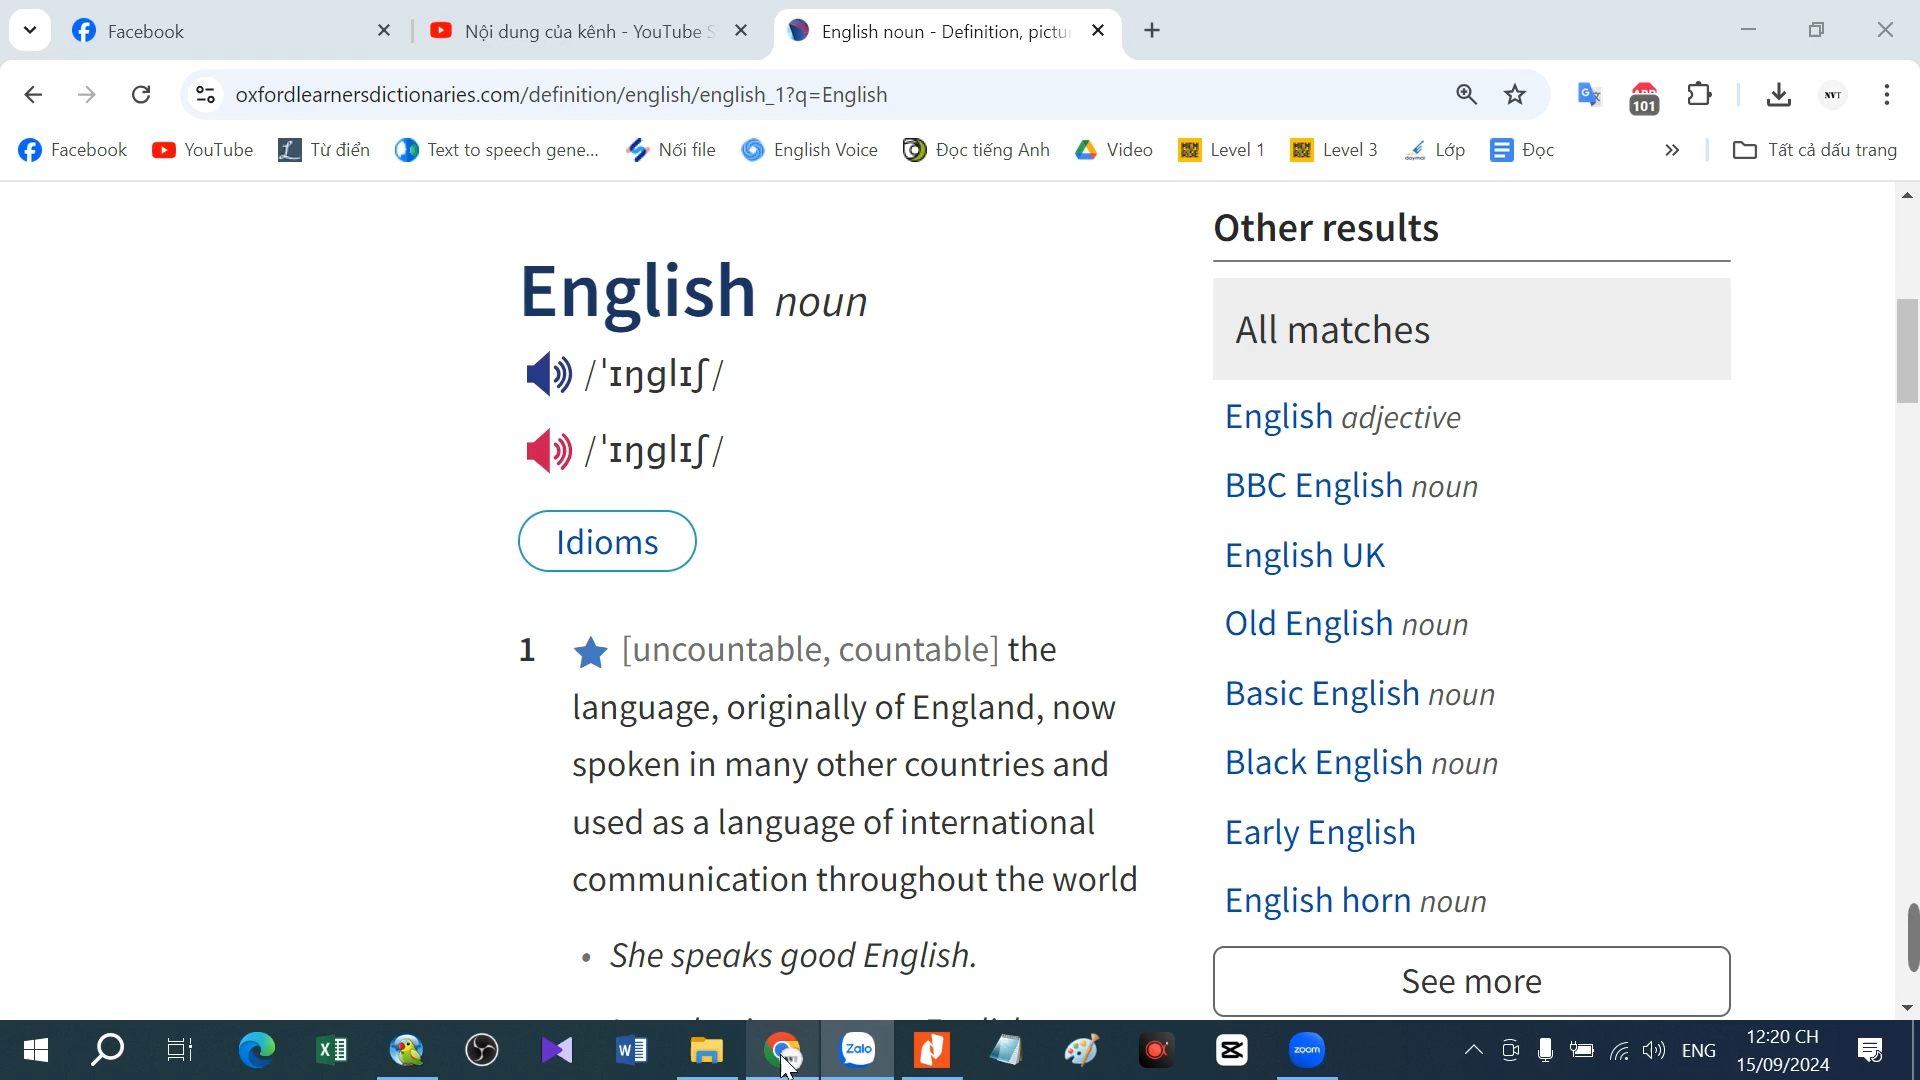 Facebook
Nội dung của kênh - YouTube S
English noun - Definition, pictu
oxfordlearnersdictionaries.com/definition/english/english_1?q=English
101
NVT
Facebook
YouTube
Từ điển
Text to speech gene...
Nối file
English Voice
Đọc tiếng Anh
Video
Level 1
Level 3
Lớp
Đọc
Tất cả dấu trang
English noun
/ˈɪŋɡlɪʃ/
/ˈɪŋɡlɪʃ/
Idioms
1 [uncountable, countable] the
language, originally of England, now
spoken in many other countries and
used as a language of international
communication throughout the world
• She speaks good English.
Other results
All matches
English adjective
BBC English noun
English UK
Old English noun
Basic English noun
Black English noun
Early English
English horn noun
See more
Zalo
zoom
ENG
12:20 CH
15/09/2024